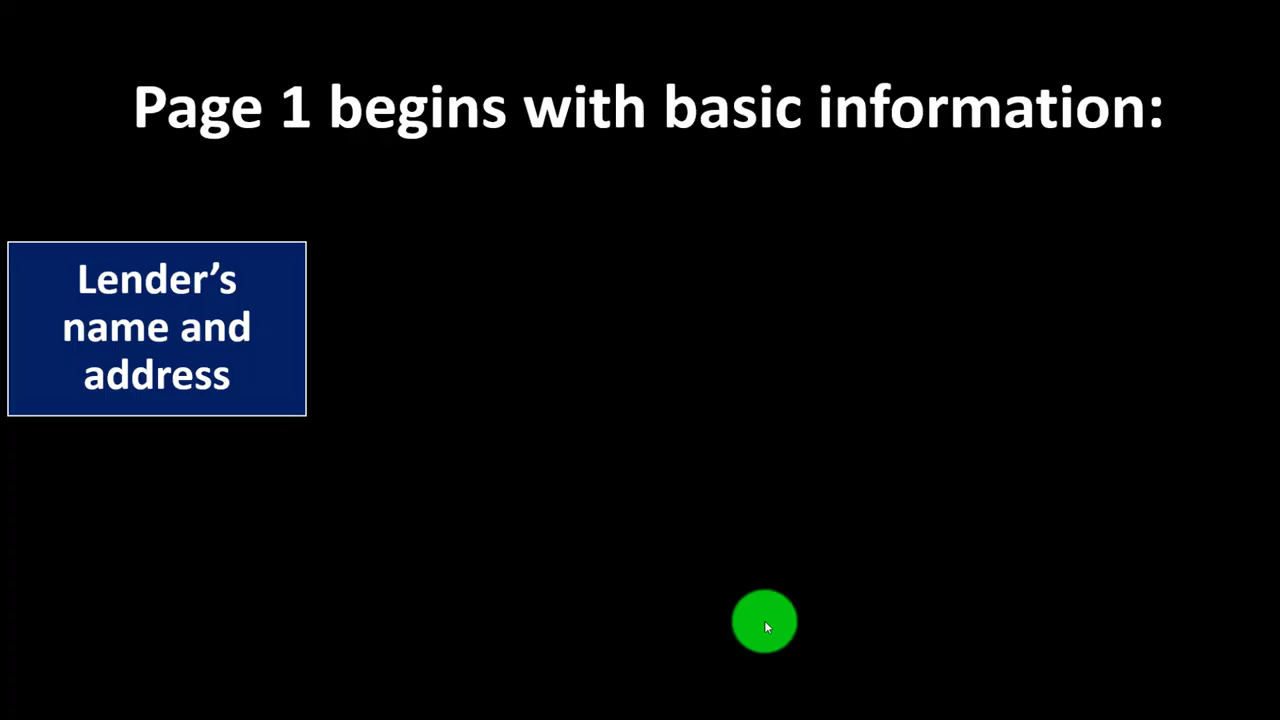 Page 1 begins with basic information:
Lender’s
name and
address